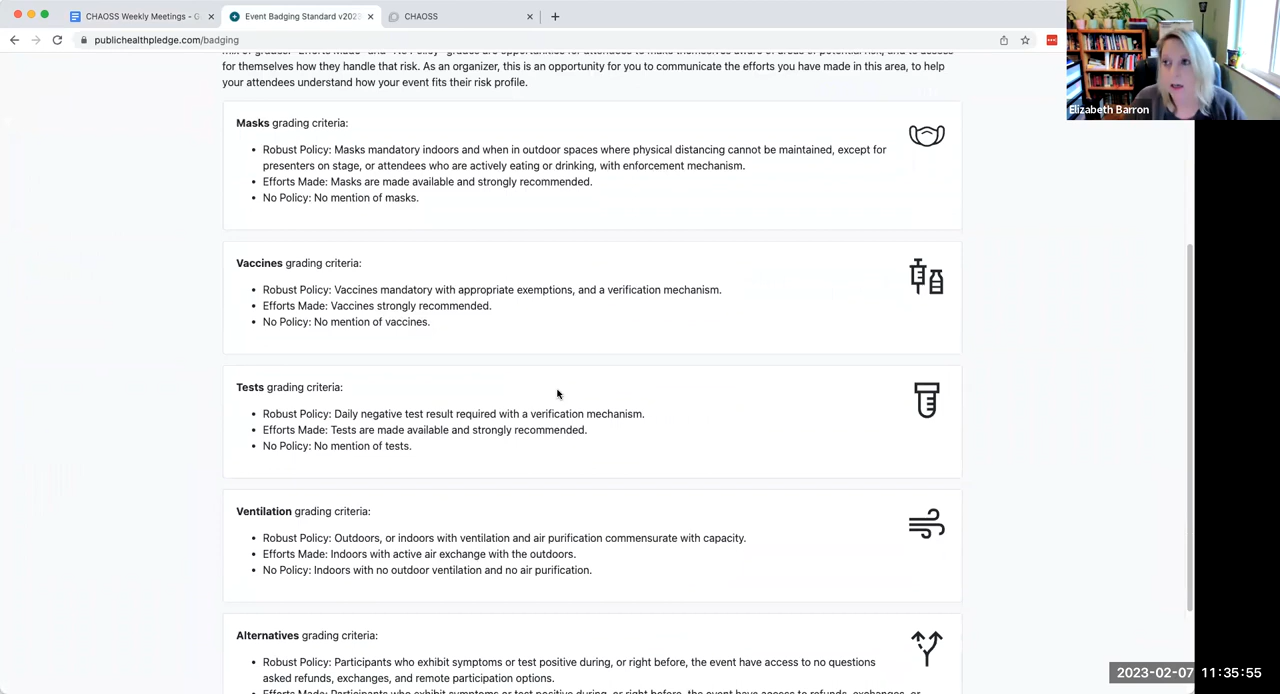 CHAOSS Weekly Meetings - G
Event Badging Standard v2023
CHAOSS
publichealthpledge.com/badging
for themselves how they handle that risk. As an organizer, this is an opportunity for you to communicate the efforts you have made in this area, to help
your attendees understand how your event fits their risk profile.
Masks grading criteria:
• Robust Policy: Masks mandatory indoors and when in outdoor spaces where physical distancing cannot be maintained, except for
presenters on stage, or attendees who are actively eating or drinking, with enforcement mechanism.
• Efforts Made: Masks are made available and strongly recommended.
• No Policy: No mention of masks.
Vaccines grading criteria:
• Robust Policy: Vaccines mandatory with appropriate exemptions, and a verification mechanism.
• Efforts Made: Vaccines strongly recommended.
• No Policy: No mention of vaccines.
Tests grading criteria:
• Robust Policy: Daily negative test result required with a verification mechanism.
• Efforts Made: Tests are made available and strongly recommended.
• No Policy: No mention of tests.
Ventilation grading criteria:
• Robust Policy: Outdoors, or indoors with ventilation and air purification commensurate with capacity.
• Efforts Made: Indoors with active air exchange with the outdoors.
• No Policy: Indoors with no outdoor ventilation and no air purification.
Alternatives grading criteria:
• Robust Policy: Participants who exhibit symptoms or test positive during, or right before, the event have access to no questions
asked refunds, exchanges, and remote participation options.
Elizabeth Barron
2023-02-07 11:35:55